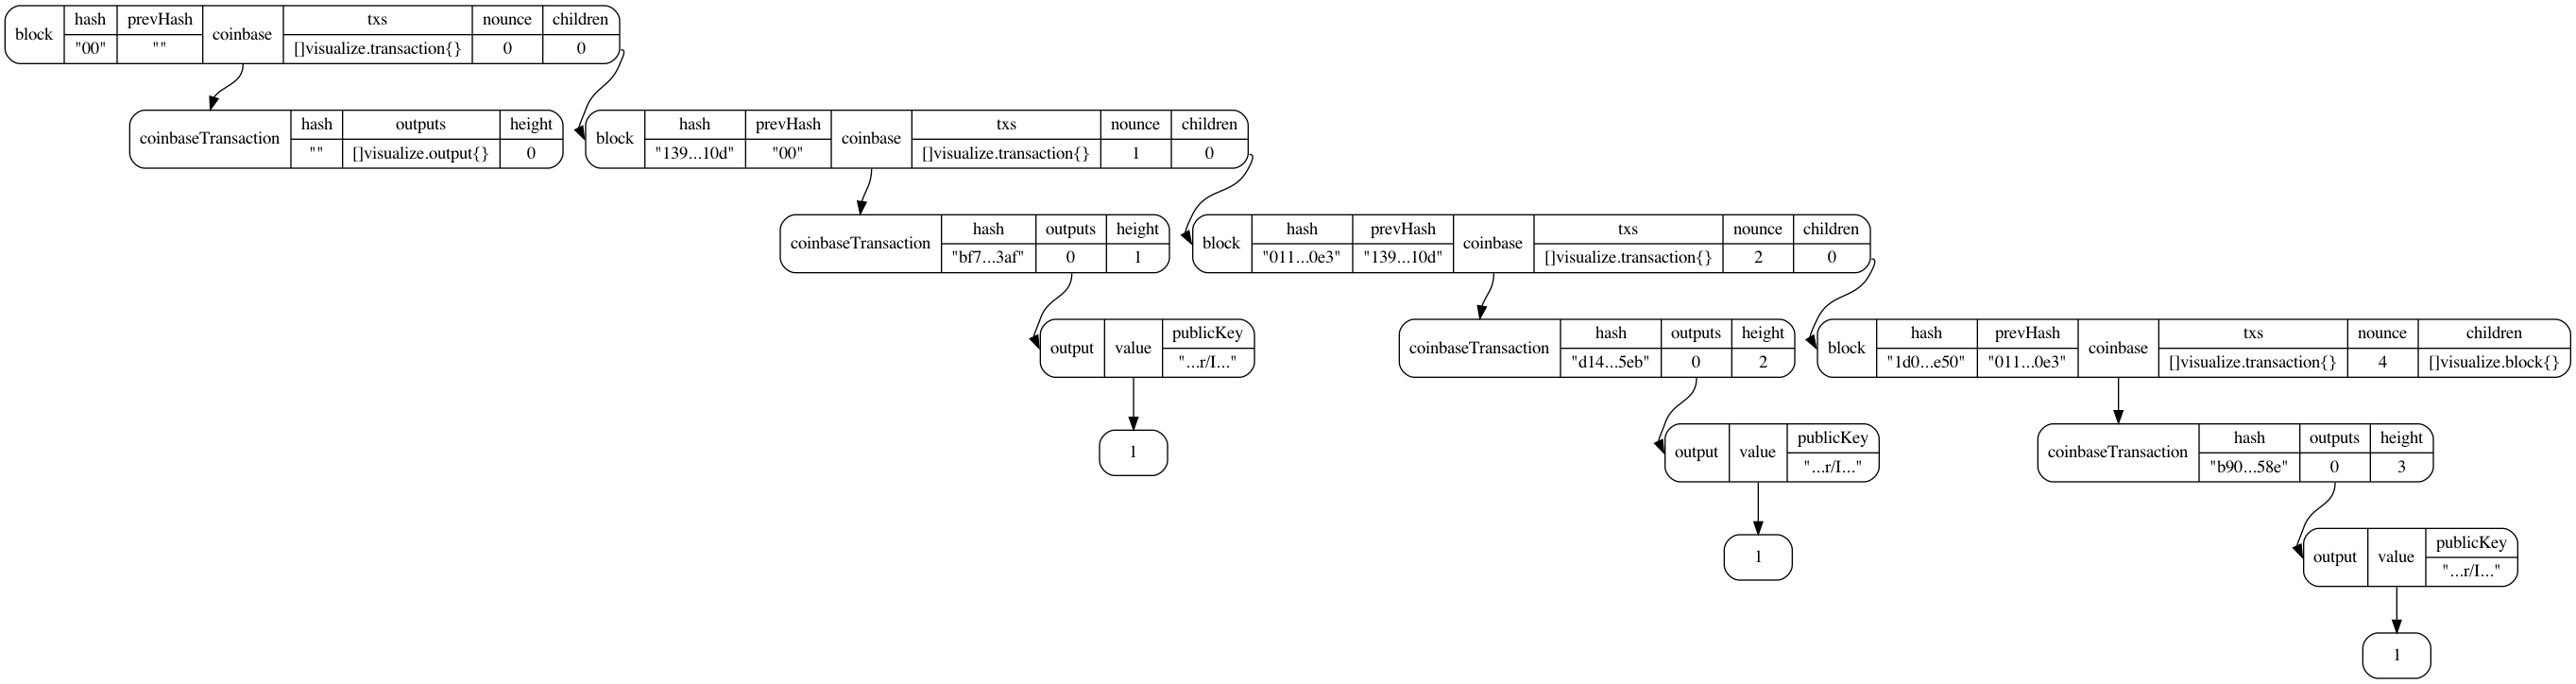 block hash prevHash coinbase txs nounce children
"00" "" []visualize.transaction{} 0 0
coinbaseTransaction hash outputs height
"" []visualize.output{} 0
block hash prevHash coinbase txs nounce children
"139...10d" "00" []visualize.transaction{} 1 0
coinbaseTransaction hash outputs height
"bf7...3af" 0 1
block hash prevHash coinbase txs nounce children
"011...0e3" "139...10d" []visualize.transaction{} 2 0
output value publicKey
"...r/I..."
1
coinbaseTransaction hash outputs height
"d14...5eb" 0 2
block hash prevHash coinbase txs nounce children
"1d0...e50" "011...0e3" []visualize.transaction{} 4 []visualize.block{}
output value publicKey
"...r/I..."
1
coinbaseTransaction hash outputs height
"b90...58e" 0 3
output value publicKey
"...r/I..."
1